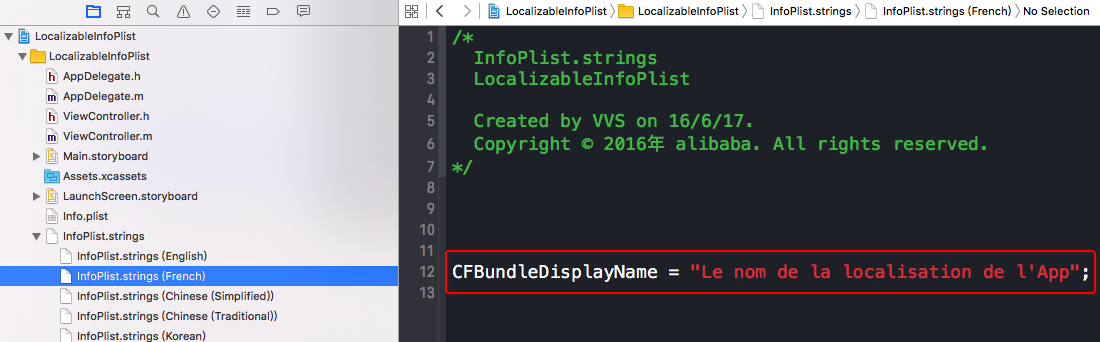 LocalizableInfoPlist
LocalizableInfoPlist
h AppDelegate.h
m AppDelegate.m
h ViewController.h
m ViewController.m
Main.storyboard
Assets.xcassets
LaunchScreen.storyboard
Info.plist
InfoPlist.strings
InfoPlist.strings (English)
InfoPlist.strings (French)
InfoPlist.strings (Chinese (Simplified))
InfoPlist.strings (Chinese (Traditional))
InfoPlist.strings (Korean)
LocalizableInfoPlist LocalizableInfoPlist InfoPlist.strings InfoPlist.strings (French) No Selection
1 /*
2 InfoPlist.strings
3 LocalizableInfoPlist
4
5 Created by VVS on 16/6/17.
6 Copyright © 2016年 alibaba. All rights reserved.
7 */
8
9
10
11
12 CFBundleDisplayName = "Le nom de la localisation de l'App";
13